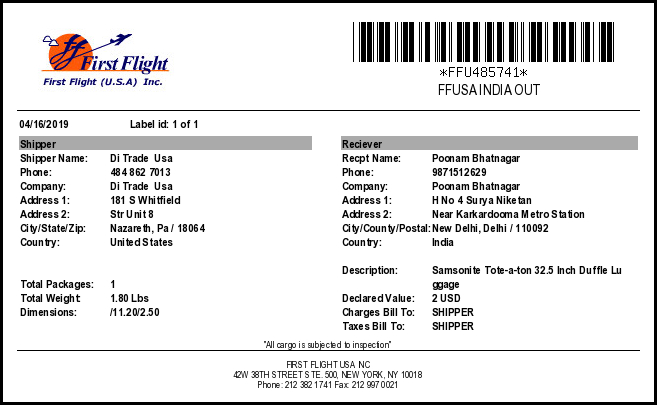 First Flight
First Flight (U.S.A) Inc.
*FFU485741*
FFUSA INDIA OUT
04/16/2019 Label id: 1 of 1
Shipper
Shipper Name: Di Trade Usa
Phone: 484 862 7013
Company: Di Trade Usa
Address 1: 181 S Whitfield
Address 2: Str Unit 8
City/State/Zip: Nazareth, Pa / 18064
Country: United States
Total Packages: 1
Total Weight: 1.80 Lbs
Dimensions: /11.20/2.50
Reciever
Recpt Name: Poonam Bhatnagar
Phone: 9871512629
Company: Poonam Bhatnagar
Address 1: H No 4 Surya Niketan
Address 2: Near Karkardooma Metro Station
City/County/Postal: New Delhi, Delhi / 110092
Country: India
Description: Samsonite Tote-a-ton 32.5 Inch Duffle Lu
ggage
Declared Value: 2 USD
Charges Bill To: SHIPPER
Taxes Bill To: SHIPPER
"All cargo is subjected to inspection"
FIRST FLIGHT USA INC
42W 38TH STREET STE. 500, NEW YORK, NY 10018
Phone: 212 382 1741 Fax: 212 997 0021